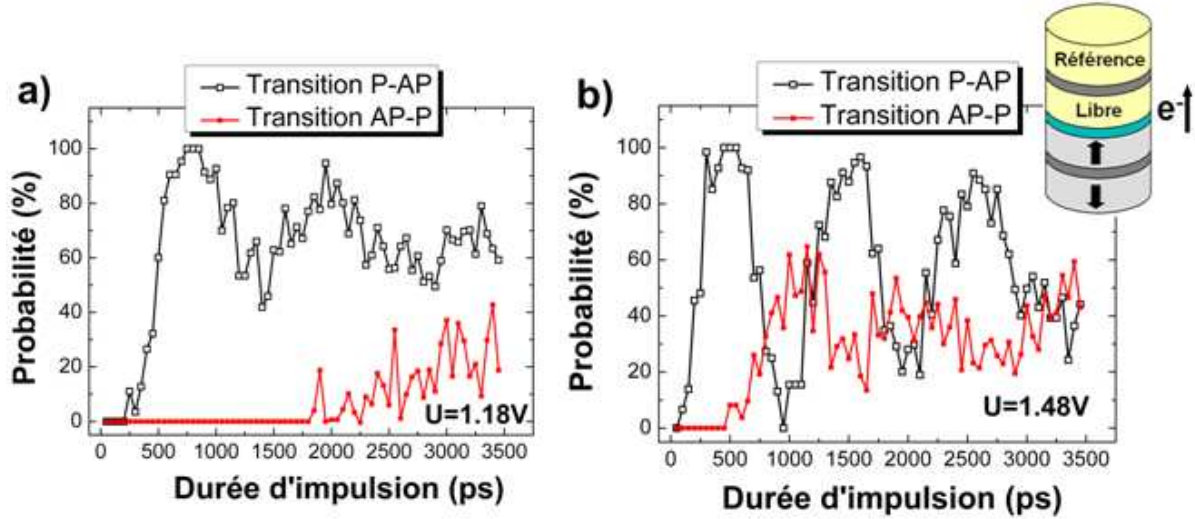 a)
Transition P-AP
Transition AP-P
Probabilité (%)
100
80
60
40
20
0
U=1.18V
0 500 1000 1500 2000 2500 3000 3500
Durée d'impulsion (ps)
b)
Transition P-AP
Transition AP-P
Probabilité (%)
100
80
60
40
20
0
U=1.48V
0 500 1000 1500 2000 2500 3000 3500
Durée d'impulsion (ps)
Référence
Libre
e-